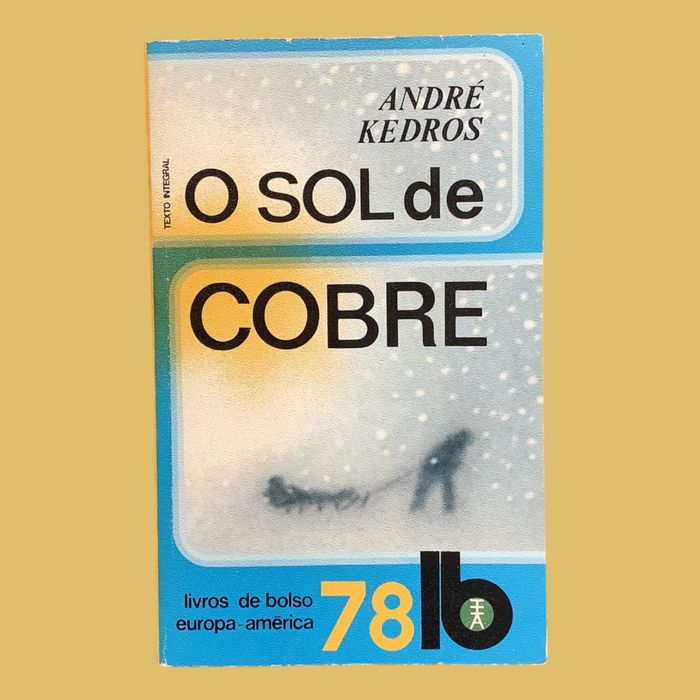 ANDRÉ
KEDROS
TEXTO INTEGRAL
O SOL de
COBRE
livros de bolso
europa-américa
78 lb